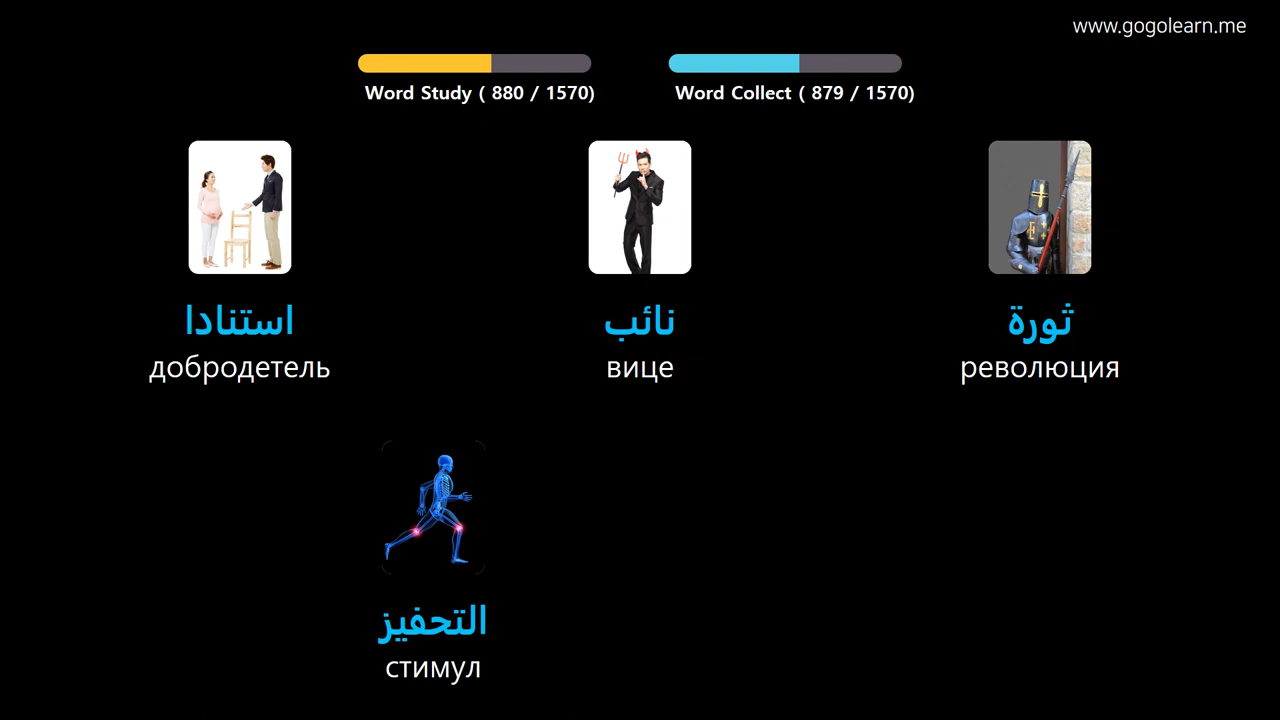 www.gogolearn.me
Word Study ( 880 / 1570)
Word Collect ( 879 / 1570)
استنادا
добродетель
نائب
вице
ثورة
революция
التحفيز
стимул